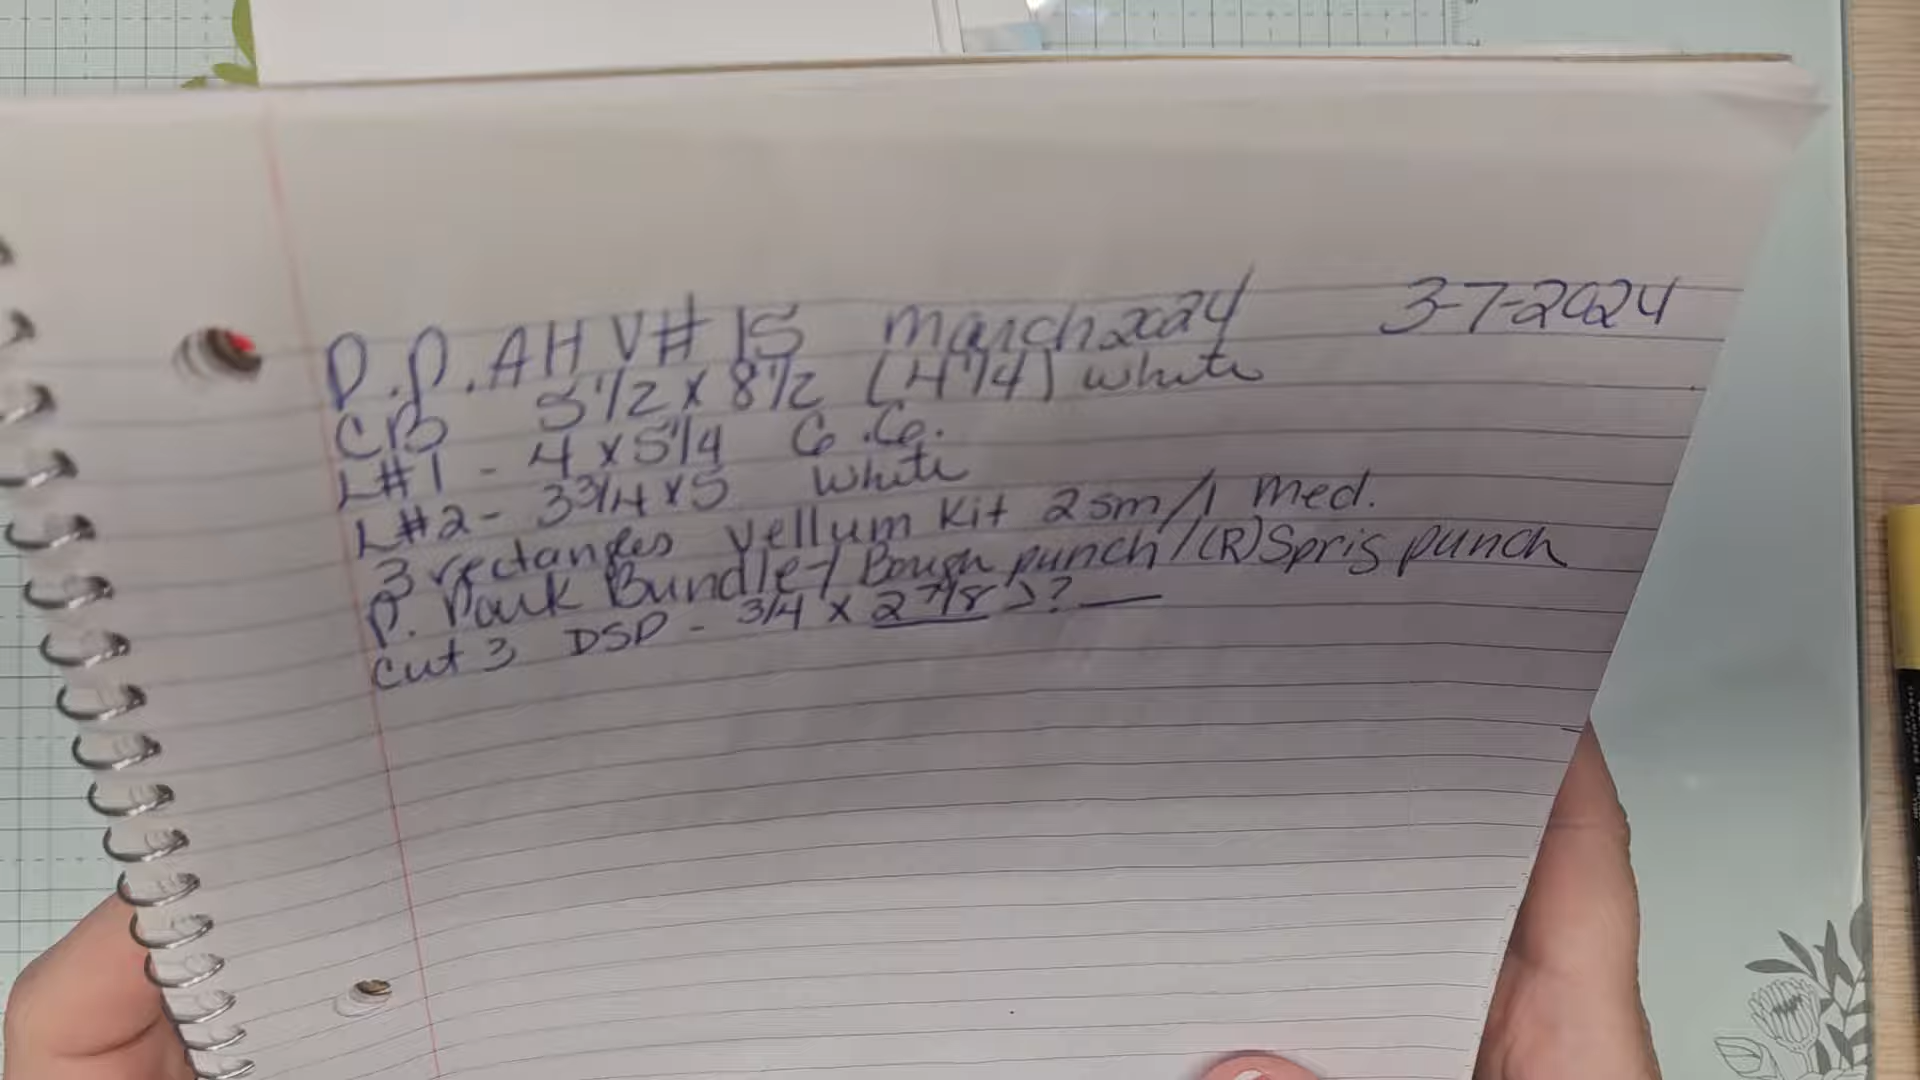 P.P. AH V# 15 March 2024 3-7-2024
CB 5 1/2 x 8 1/2 (4 1/4) white
L#1 - 4 x 5 1/4 G.G.
L#2 - 3 3/4 x 5 white
3 rectangles vellum kit 2 sm/1 med.
P. Park Bundle/Bough punch/(R)Sprig punch
cut 3 DSP - 3/4 x 2 7/8 )?